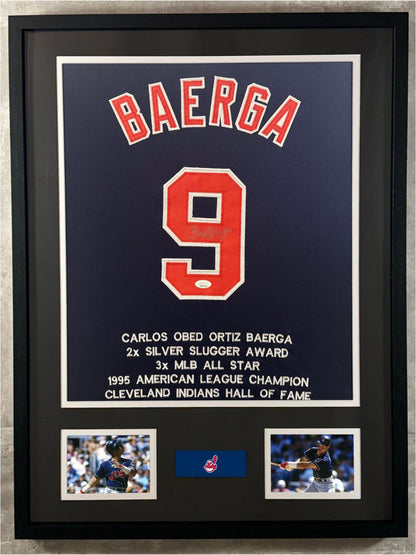 BAERGA
9
CARLOS OBED ORTIZ BAERGA
2x SILVER SLUGGER AWARD
3x MLB ALL STAR
1995 AMERICAN LEAGUE CHAMPION
CLEVELAND INDIANS HALL OF FAME